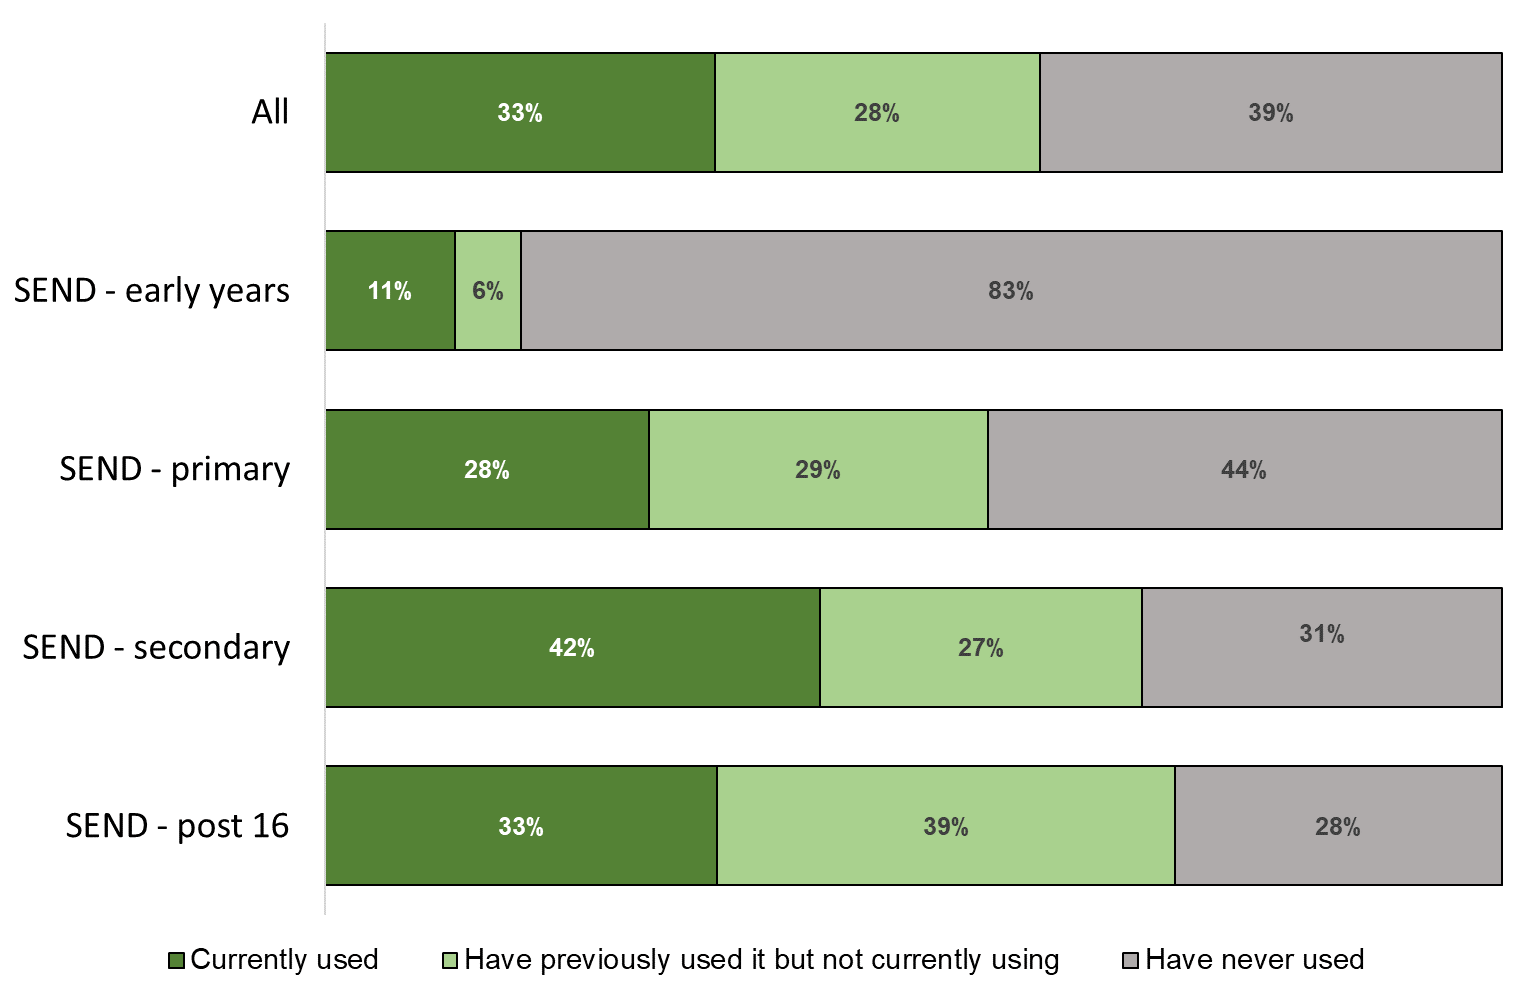 All 33% 28% 39%
SEND - early years 11% 6% 83%
SEND - primary 28% 29% 44%
SEND - secondary 42% 27% 31%
SEND - post 16 33% 39% 28%
Currently used Have previously used it but not currently using Have never used